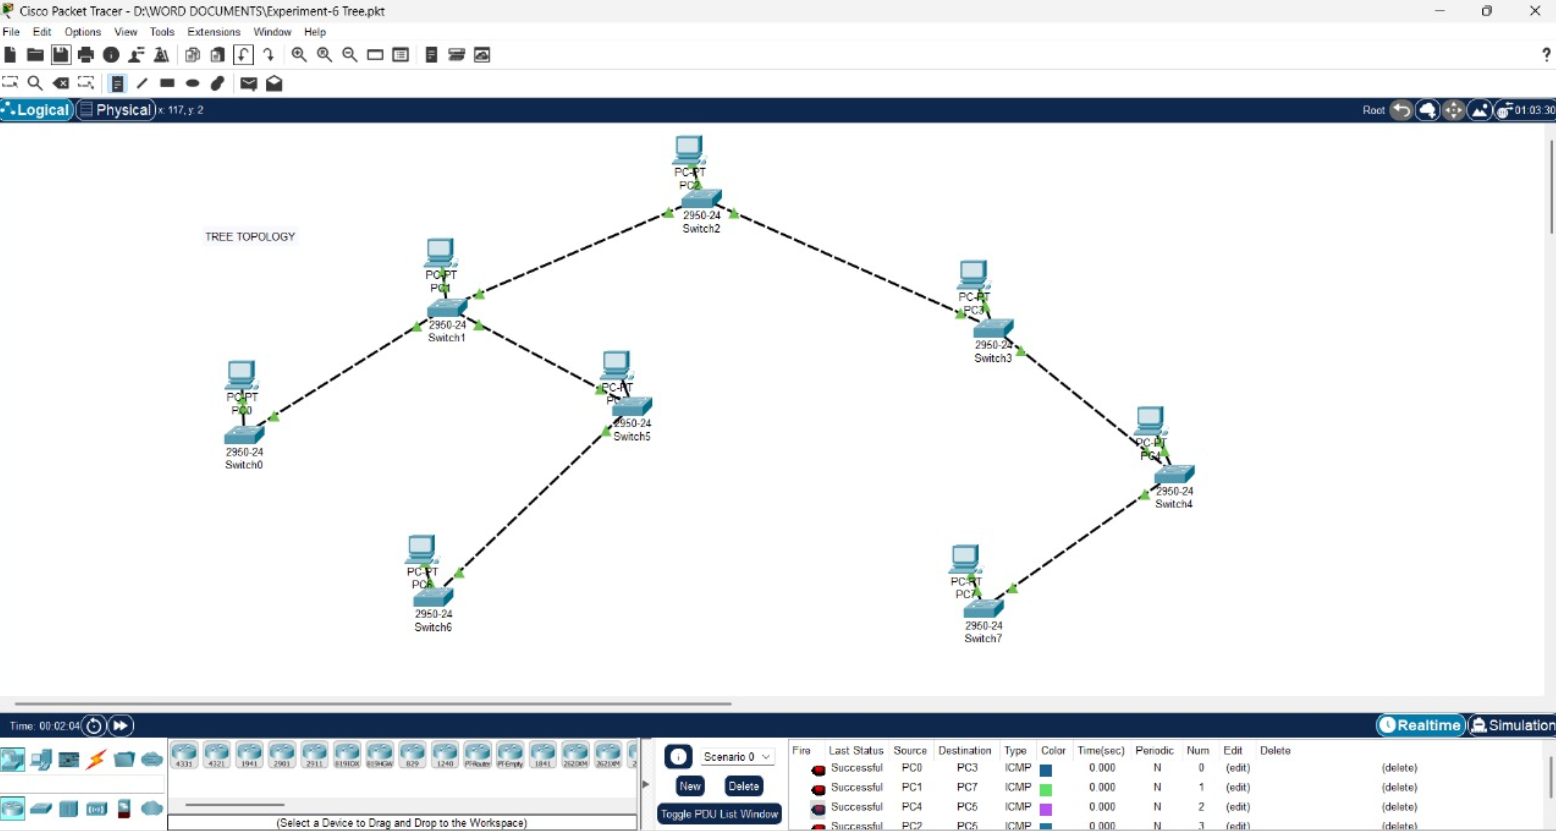 Cisco Packet Tracer - D:\WORD DOCUMENTS\Experiment-6 Tree.pkt
File Edit Options View Tools Extensions Window Help
?
Logical Physical x: 117, y: 2 Root 01:03:30
PC-PT
PC2
2950-24
Switch2
TREE TOPOLOGY
PC-PT
PC1
2950-24
Switch1
PC-PT
PC3
2950-24
Switch3
PC-PT
PC0
2950-24
Switch0
PC-PT
2950-24
Switch5
PC-PT
PC4
2950-24
Switch4
PC-PT
PC6
2950-24
Switch6
PC-PT
PC7
2950-24
Switch7
Time: 00:02:04 Realtime Simulation
4331 4321 1941 2901 2911 819IOX 819HGW 829 1240 PT-Router PT-Empty 1841 2620XM 2621XM 2
(Select a Device to Drag and Drop to the Workspace)
Scenario 0
New Delete
Toggle PDU List Window
Fire Last Status Source Destination Type Color Time(sec) Periodic Num Edit Delete
Successful PC0 PC3 ICMP 0.000 N 0 (edit) (delete)
Successful PC1 PC7 ICMP 0.000 N 1 (edit) (delete)
Successful PC4 PC5 ICMP 0.000 N 2 (edit) (delete)
Successful PC2 PC5 ICMP 0.000 N 3 (edit) (delete)